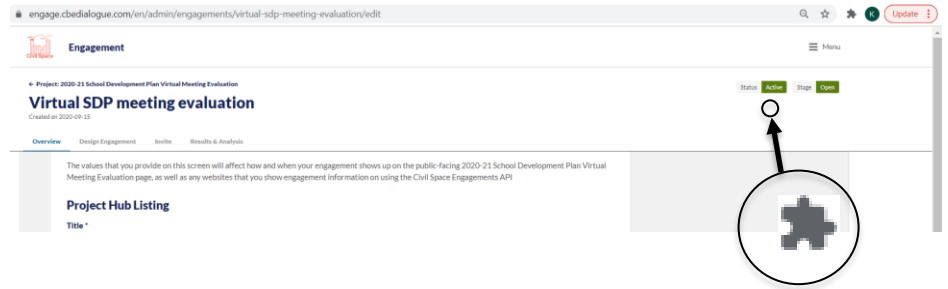 engage.cbedialogue.com/en/admin/engagements/virtual-sdp-meeting-evaluation/edit
K
Update
Civil Space
Engagement
Menu
← Project: 2020-21 School Development Plan Virtual Meeting Evaluation
Virtual SDP meeting evaluation
Created on 2020-09-15
Status Active Stage Open
Overview Design Engagement Invite Results & Analysis
The values that you provide on this screen will affect how and when your engagement shows up on the public-facing 2020-21 School Development Plan Virtual
Meeting Evaluation page, as well as any websites that you show engagement information on using the Civil Space Engagements API
Project Hub Listing
Title *